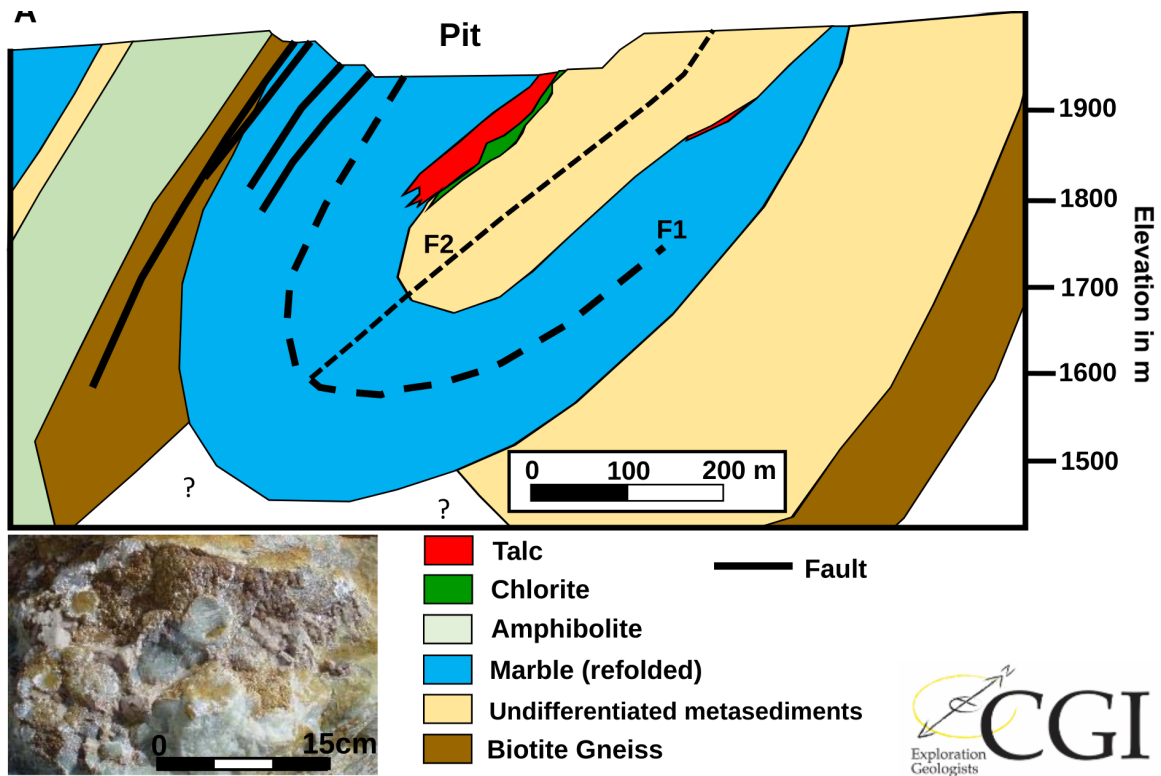 A
Pit
1900
1800
1700
1600
1500
Elevation in m
F2
F1
0 100 200 m
?
?
Talc
Chlorite
Amphibolite
Marble (refolded)
Undifferentiated metasediments
Biotite Gneiss
Fault
0 15cm
N
CGI
Exploration
Geologists